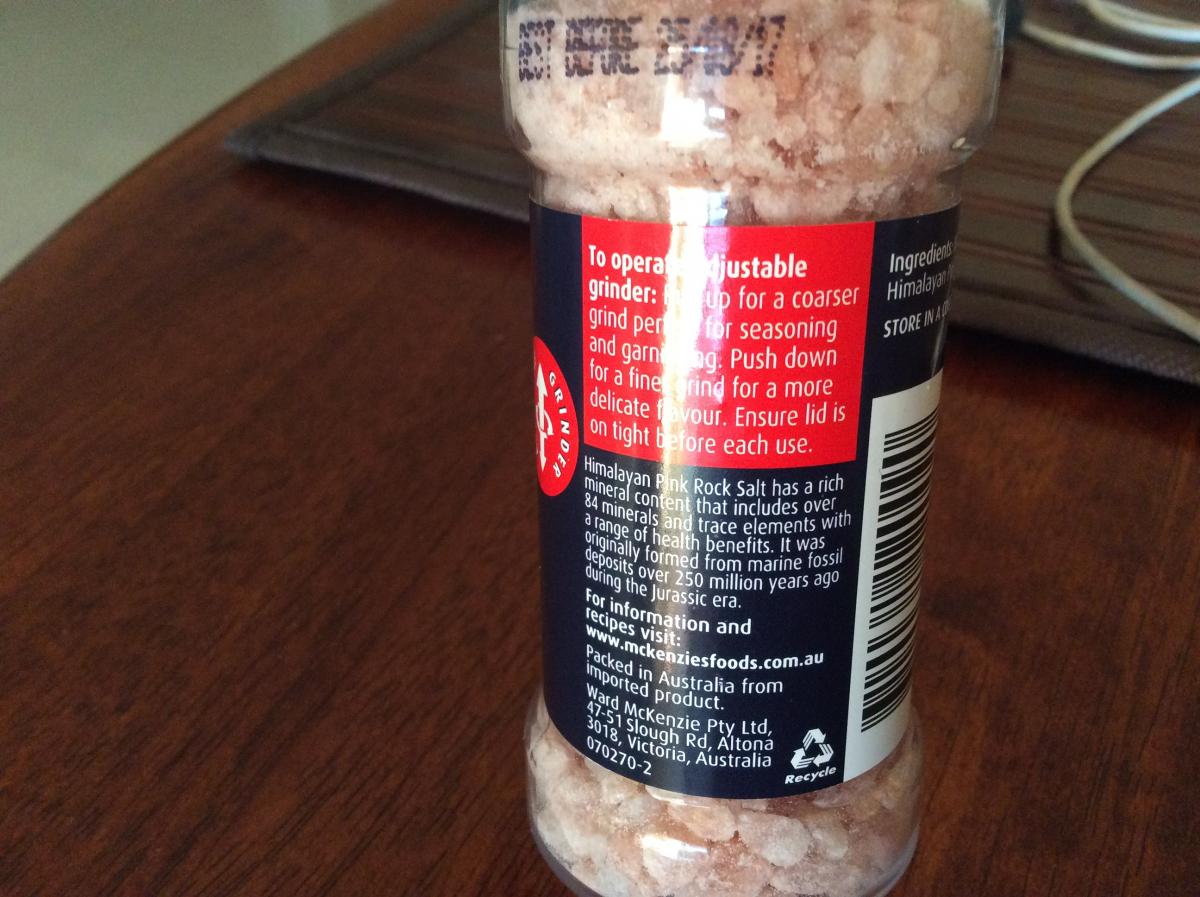 BEST BEFORE 25/10/17
To operate adjustable
grinder: up for a coarser
grind perfect for seasoning
and garnishing. Push down
for a finer grind for a more
delicate flavour. Ensure lid is
on tight before each use.
GRINDER
Himalayan Pink Rock Salt has a rich
mineral content that includes over
84 minerals and trace elements with
a range of health benefits. It was
originally formed from marine fossil
deposits over 250 million years ago
during the Jurassic era.
For information and
recipes visit:
www.mckenziesfoods.com.au
Packed in Australia from
imported product.
Ward McKenzie Pty Ltd,
47-51 Slough Rd, Altona
3018, Victoria, Australia
070270-2
Recycle
Ingredients:
Himalayan
STORE IN A